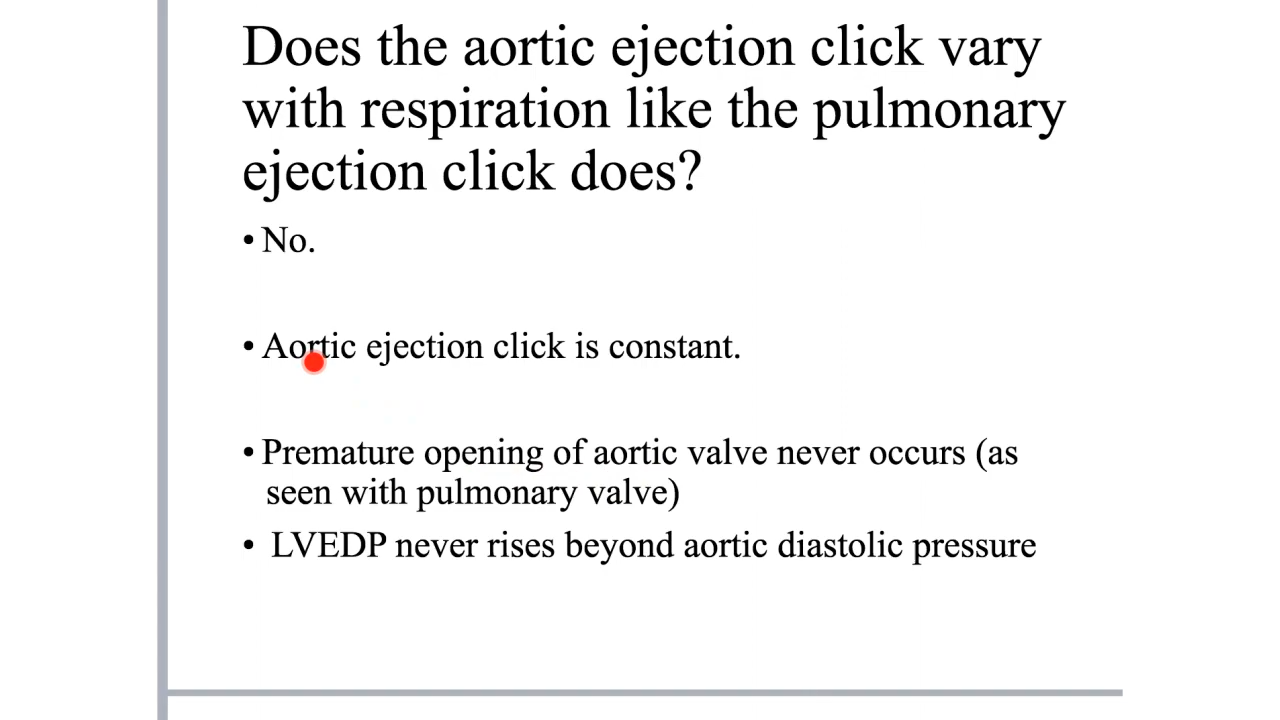 Does the aortic ejection click vary
with respiration like the pulmonary
ejection click does?
• No.
• Aortic ejection click is constant.
• Premature opening of aortic valve never occurs (as
seen with pulmonary valve)
• LVEDP never rises beyond aortic diastolic pressure